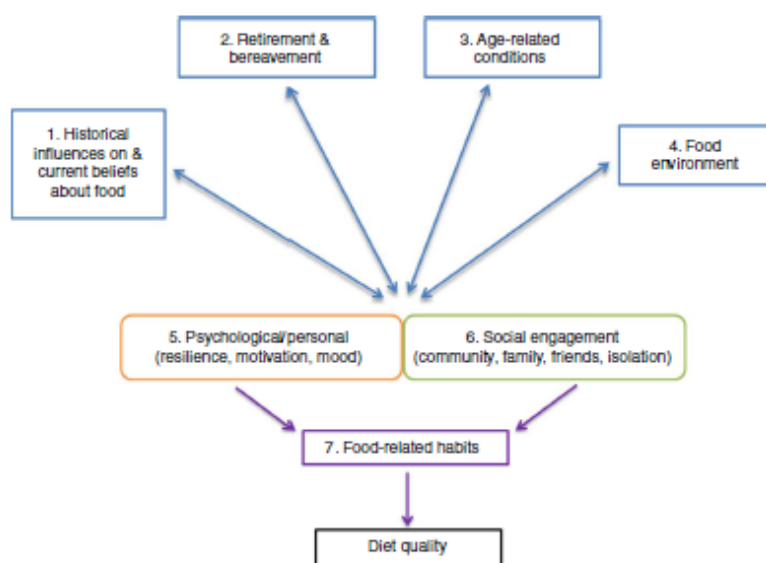 2. Retirement &
bereavement
3. Age-related
conditions
1. Historical
influences on &
current beliefs
about food
4. Food
environment
5. Psychological/personal
(resilience, motivation, mood)
6. Social engagement
(community, family, friends, isolation)
7. Food-related habits
Diet quality